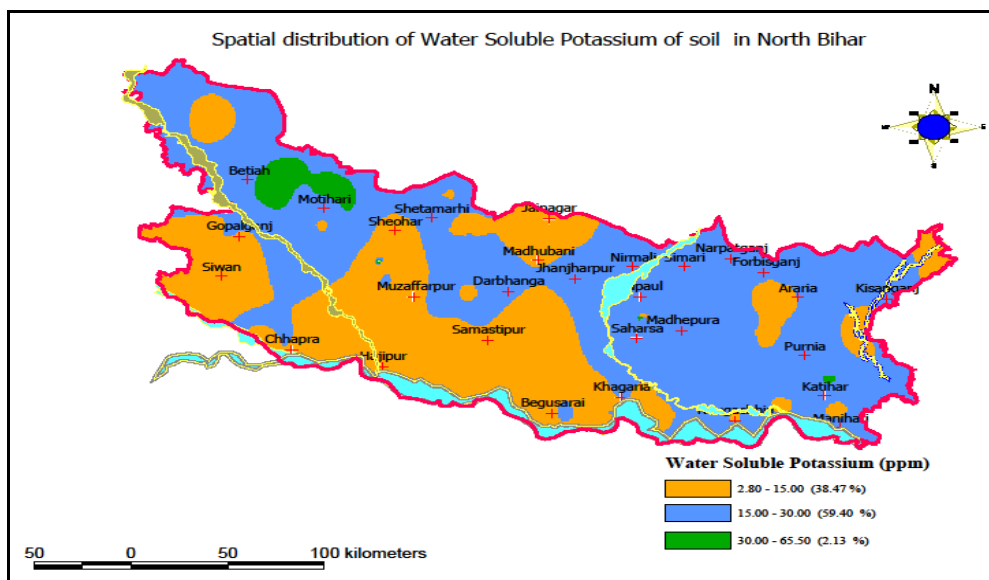 Spatial distribution of Water Soluble Potassium of soil in North Bihar
N
Betiah
Motihari
Shetamarhi
Jainagar
Gopalganj
Sheohar
Siwan
Madhubani
Nirmali
Simari
Narpatganj
Forbisganj
Jhanjharpur
Muzaffarpur
Darbhanga
paul
Araria
Kisanganj
Samastipur
Saharsa
Madhepura
Chhapra
Hajipur
Purnia
Khagaria
Katihar
Begusarai
Manihari
Water Soluble Potassium (ppm)
2.80 - 15.00 (38.47 %)
15.00 - 30.00 (59.40 %)
30.00 - 65.50 (2.13 %)
50 0 50 100 kilometers